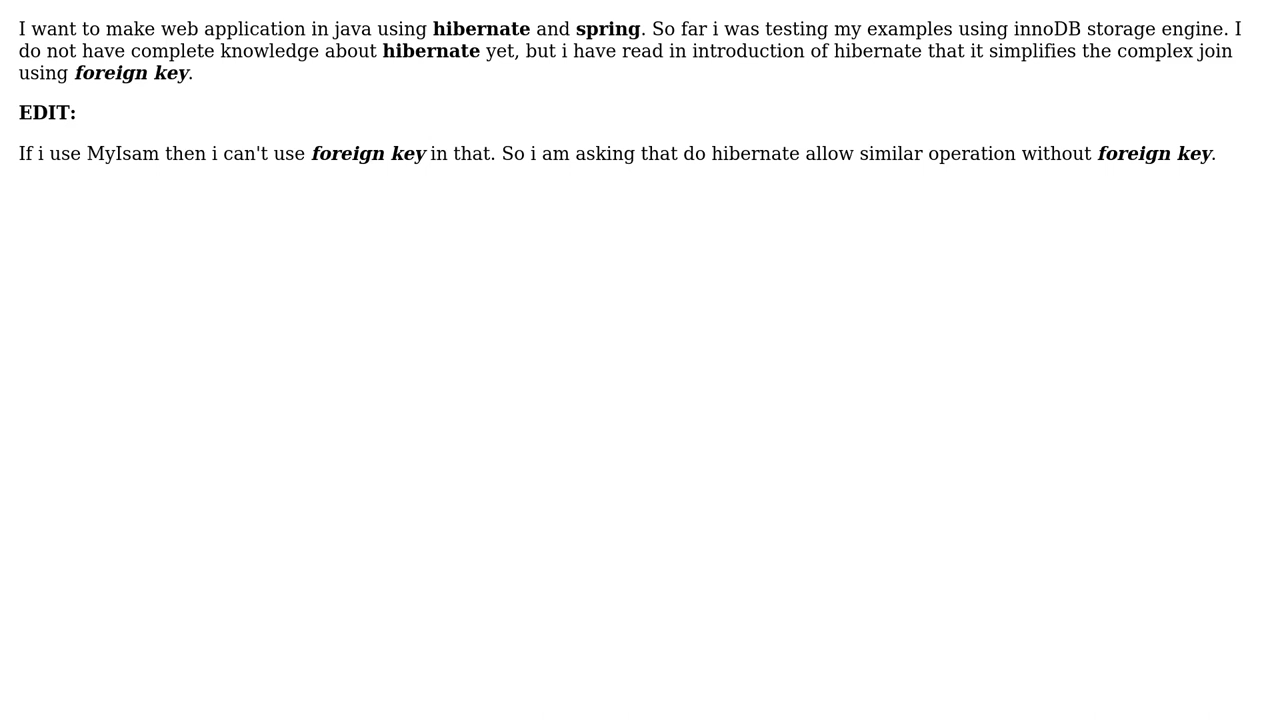 I want to make web application in java using hibernate and spring. So far i was testing my examples using innoDB storage engine. I
do not have complete knowledge about hibernate yet, but i have read in introduction of hibernate that it simplifies the complex join
using foreign key.
EDIT:
If i use MyIsam then i can't use foreign key in that. So i am asking that do hibernate allow similar operation without foreign key.